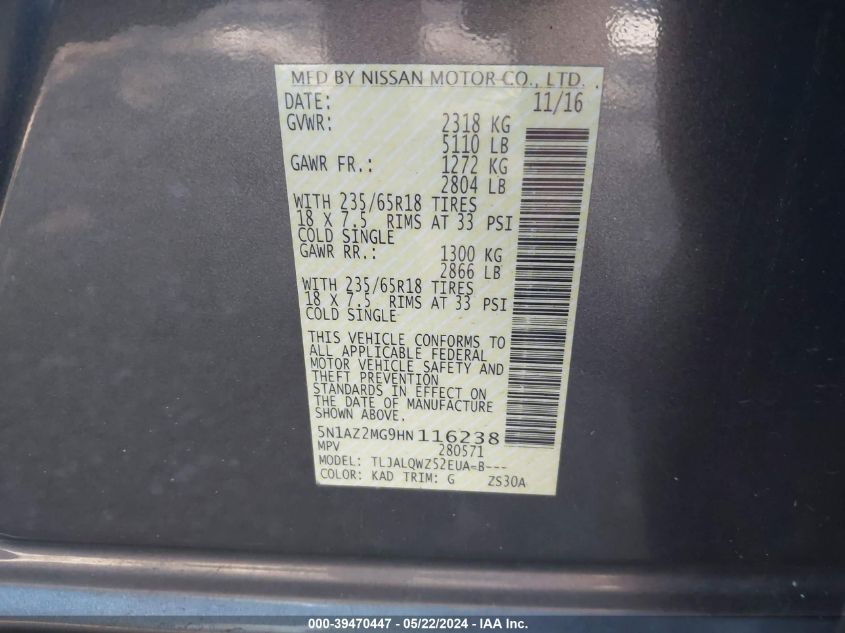 MFD BY NISSAN MOTOR CO., LTD.
DATE: 11/16
GVWR: 2318 KG
5110 LB
GAWR FR.: 1272 KG
2804 LB
WITH 235/65R18 TIRES
18 X 7.5 RIMS AT 33 PSI
COLD SINGLE
GAWR RR.: 1300 KG
2866 LB
WITH 235/65R18 TIRES
18 X 7.5 RIMS AT 33 PSI
COLD SINGLE
THIS VEHICLE CONFORMS TO
ALL APPLICABLE FEDERAL
MOTOR VEHICLE SAFETY AND
THEFT PREVENTION
STANDARDS IN EFFECT ON
THE DATE OF MANUFACTURE
SHOWN ABOVE.
5N1AZ2MG9HN116238
MPV 280571
MODEL: TLJALQWZ52EUA-B---
COLOR: KAD TRIM: G ZS30A
000-39470447 - 05/22/2024 - IAA Inc.